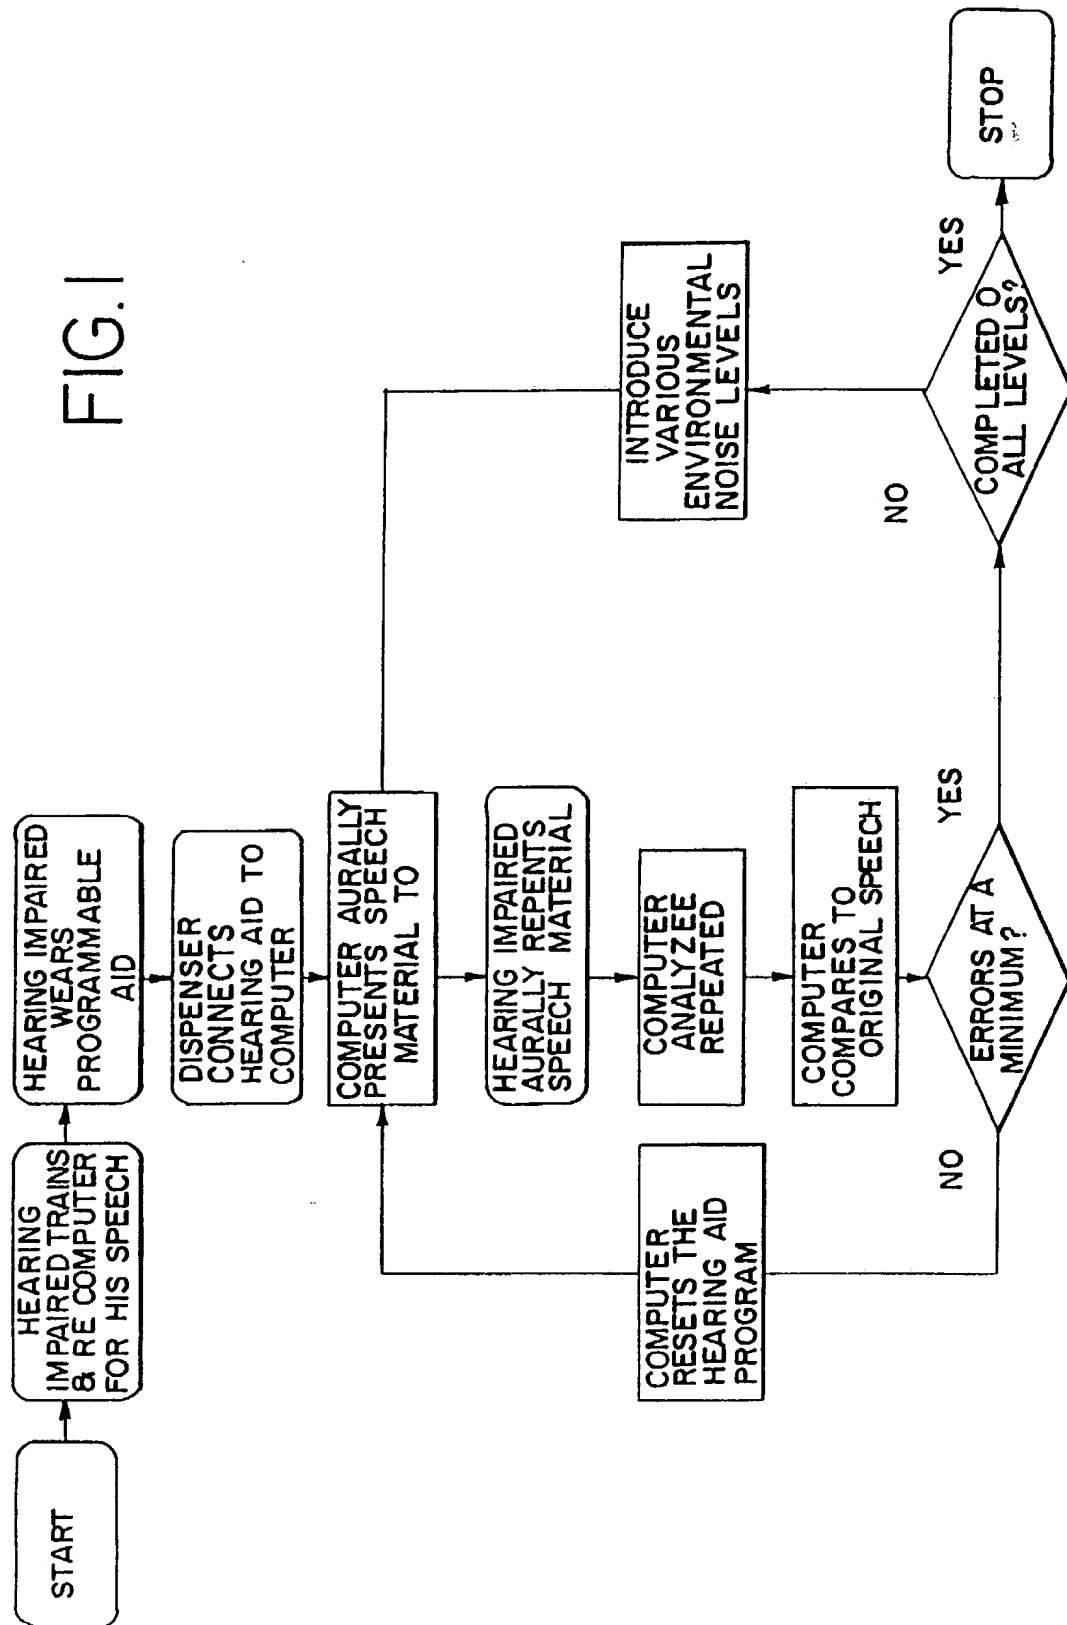 FIG. 1
START
HEARING
IMPAIRED TRAINS
& RE COMPUTER
FOR HIS SPEECH
HEARING IMPAIRED
WEARS
PROGRAMMABLE
AID
DISPENSER
CONNECTS
HEARING AID TO
COMPUTER
COMPUTER AURALLY
PRESENTS SPEECH
MATERIAL TO
HEARING IMPAIRED
AURALLY REPENTS
SPEECH MATERIAL
COMPUTER
ANALYZEE
REPEATED
COMPUTER
COMPARES TO
ORIGINAL SPEECH
ERRORS AT A
MINIMUM?
NO
YES
COMPUTER
RESETS THE
HEARING AID
PROGRAM
COMPLETED O
ALL LEVELS?
NO
YES
INTRODUCE
VARIOUS
ENVIRONMENTAL
NOISE LEVELS
STOP